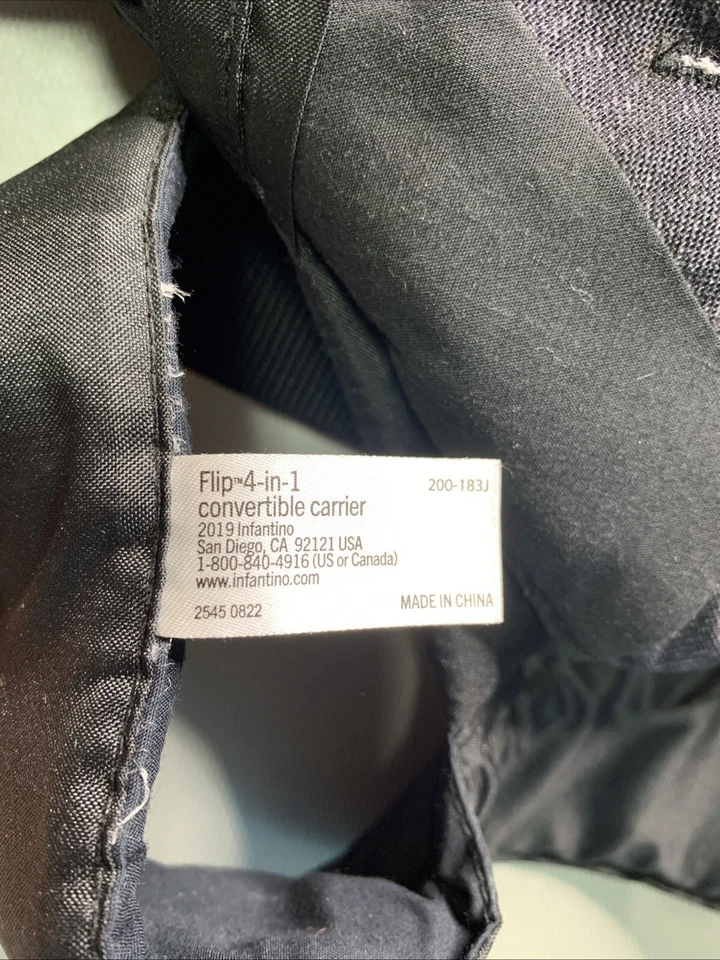 Flip™4-in-1
200-183J
convertible carrier
2019 Infantino
San Diego, CA 92121 USA
1-800-840-4916 (US or Canada)
www.infantino.com
2545 0822
MADE IN CHINA